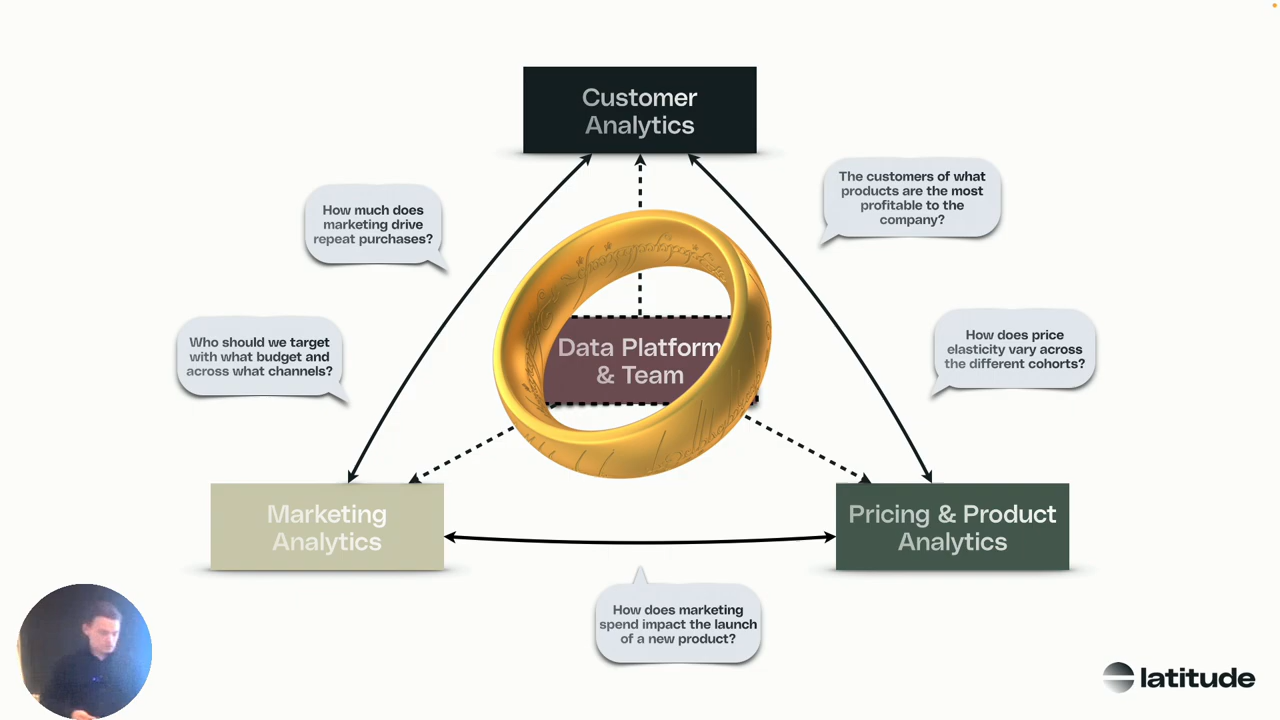 Customer
Analytics
How much does
marketing drive
repeat purchases?
The customers of what
products are the most
profitable to the
company?
Who should we target
with what budget and
across what channels?
Data Platform
& Team
How does price
elasticity vary across
the different cohorts?
Marketing
Analytics
Pricing & Product
Analytics
How does marketing
spend impact the launch
of a new product?
latitude